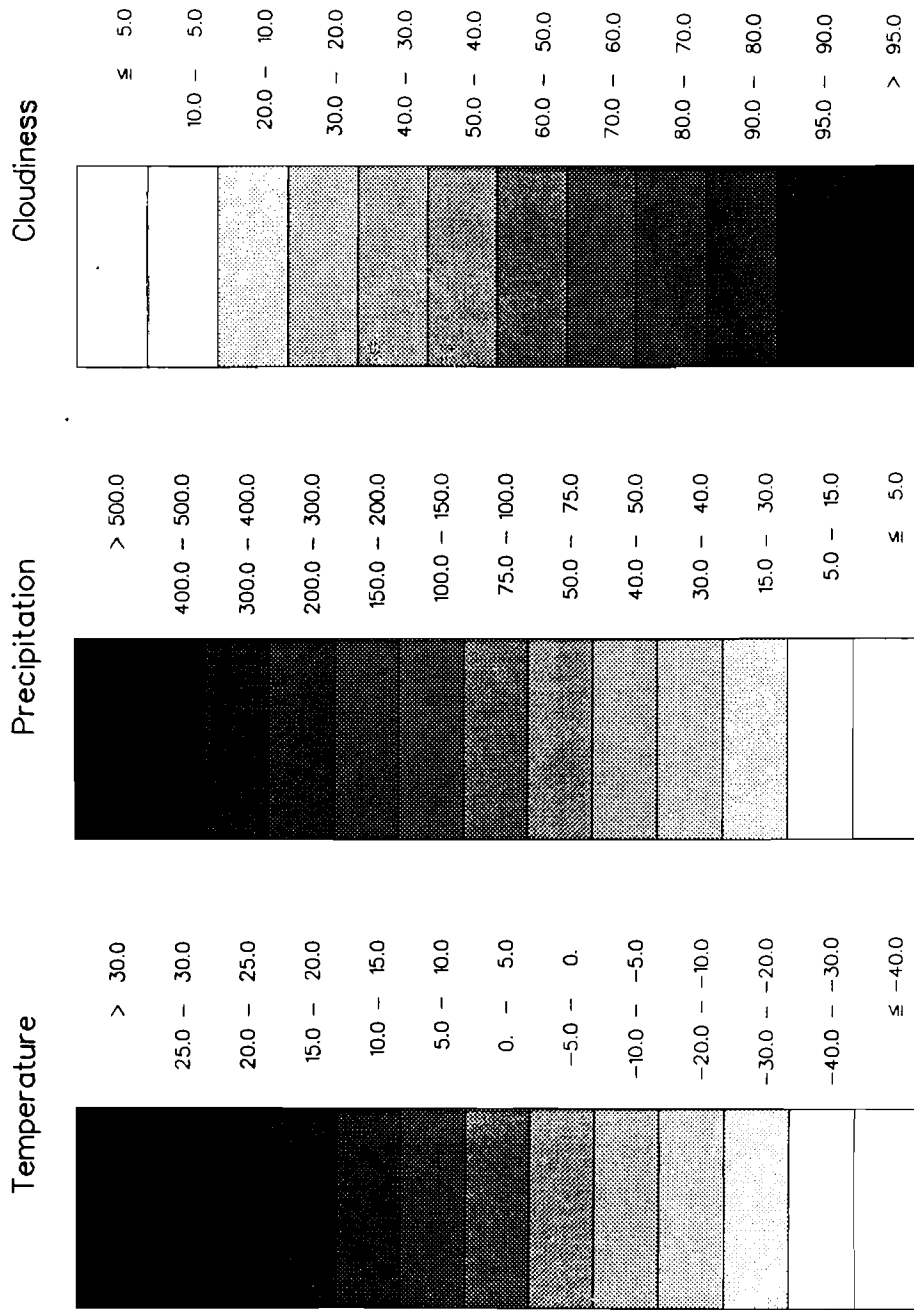 Temperature
> 30.0
25.0 - 30.0
20.0 - 25.0
15.0 - 20.0
10.0 - 15.0
5.0 - 10.0
0. - 5.0
-5.0 - 0.
-10.0 - -5.0
-20.0 - -10.0
-30.0 - -20.0
-40.0 - -30.0
≤ -40.0
Precipitation
> 500.0
400.0 - 500.0
300.0 - 400.0
200.0 - 300.0
150.0 - 200.0
100.0 - 150.0
75.0 - 100.0
50.0 - 75.0
40.0 - 50.0
30.0 - 40.0
15.0 - 30.0
5.0 - 15.0
≤ 5.0
Cloudiness
≤ 5.0
10.0 - 5.0
20.0 - 10.0
30.0 - 20.0
40.0 - 30.0
50.0 - 40.0
60.0 - 50.0
70.0 - 60.0
80.0 - 70.0
90.0 - 80.0
95.0 - 90.0
> 95.0